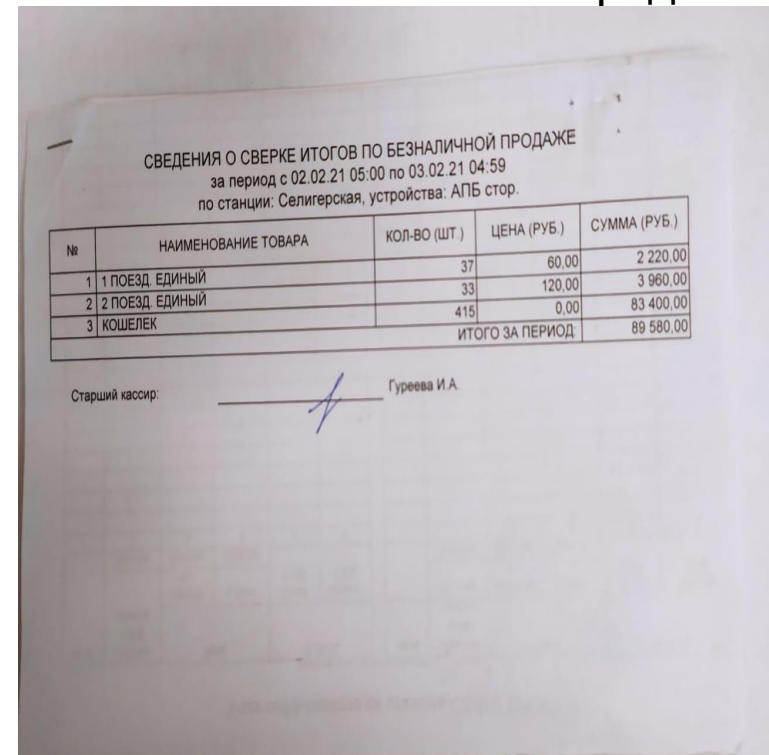 СВЕДЕНИЯ О СВЕРКЕ ИТОГОВ ПО БЕЗНАЛИЧНОЙ ПРОДАЖЕ
за период с 02.02.21 05:00 по 03.02.21 04:59
по станции: Селигерская, устройства: АПБ стор.
№ НАИМЕНОВАНИЕ ТОВАРА КОЛ-ВО (ШТ.) ЦЕНА (РУБ.) СУММА (РУБ.)
1 1 ПОЕЗД. ЕДИНЫЙ 37 60,00 2 220,00
2 2 ПОЕЗД. ЕДИНЫЙ 33 120,00 3 960,00
3 КОШЕЛЕК 415 0,00 83 400,00
ИТОГО ЗА ПЕРИОД: 89 580,00
Старший кассир: Гуреева И.А.